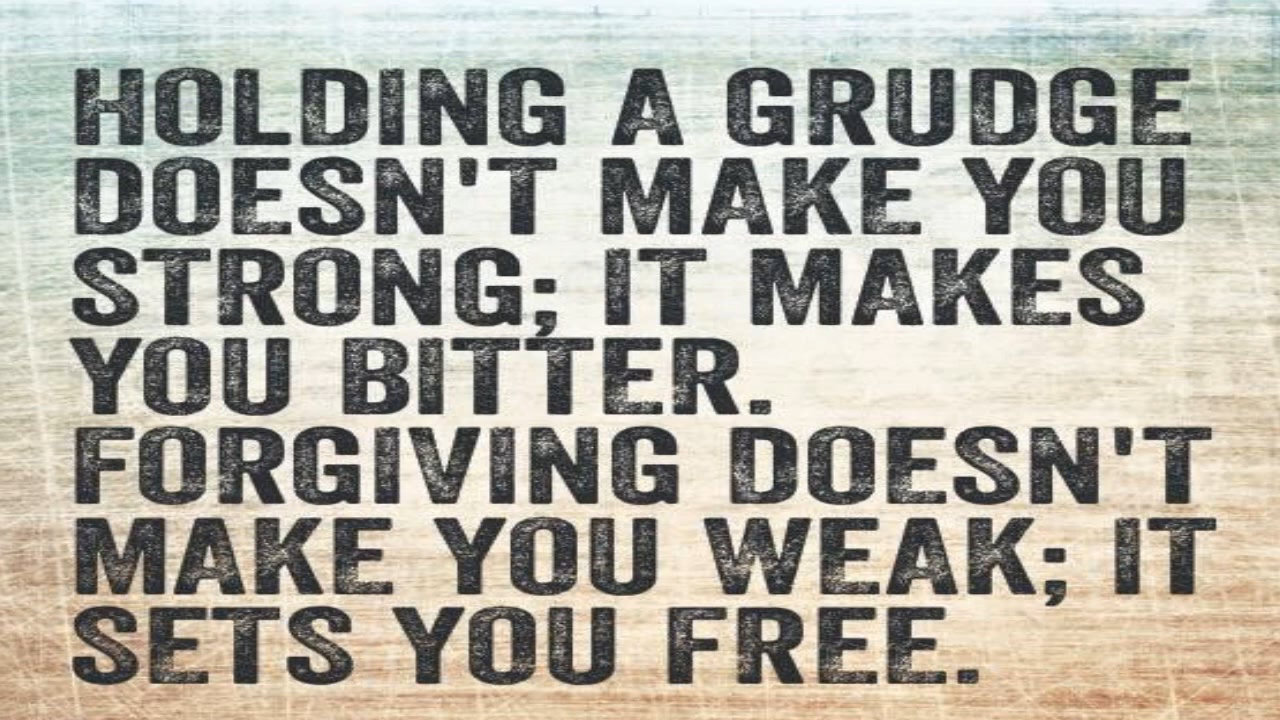 HOLDING A GRUDGE
DOESN'T MAKE YOU
STRONG; IT MAKES
YOU BITTER.
FORGIVING DOESN'T
MAKE YOU WEAK; IT
SETS YOU FREE.